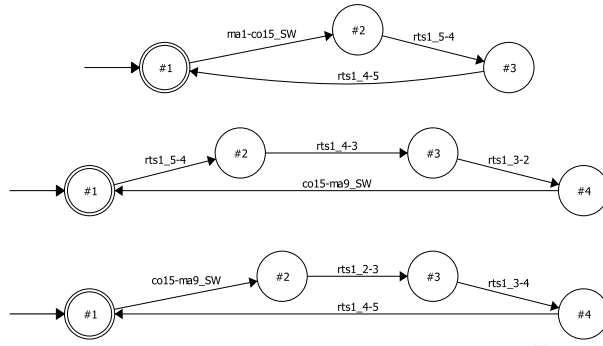 ma1-co15_SW
#2
rts1_5-4
#1
#3
rts1_4-5
#2
rts1_4-3
#3
rts1_5-4
rts1_3-2
#1
co15-ma9_SW
#4
co15-ma9_SW
#2
rts1_2-3
#3
rts1_3-4
#1
rts1_4-5
#4